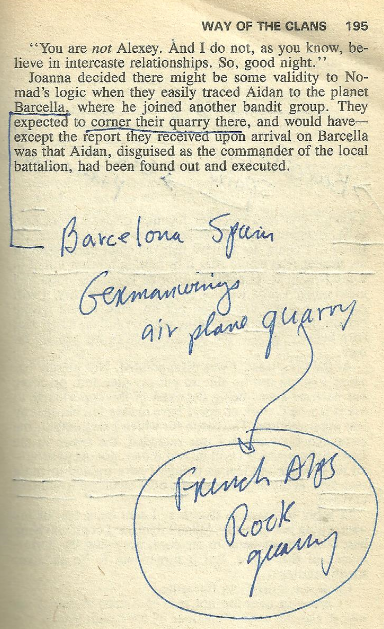 WAY OF THE CLANS 195
“You are not Alexey. And I do not, as you know, be-
lieve in intercaste relationships. So, good night.”
Joanna decided there might be some validity to No-
mad's logic when they easily traced Aidan to the planet
Barcella, where he joined another bandit group. They
expected to corner their quarry there, and would have—
except the report they received upon arrival on Barcella
was that Aidan, disguised as the commander of the local
battalion, had been found out and executed.
Barcelona Spain
Germanwings
air plane quarry
French Alps
Rock
quarry